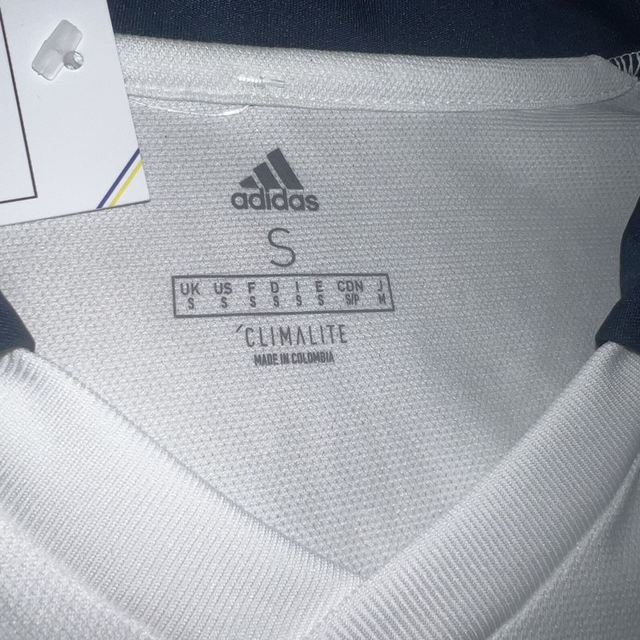 adidas
S
UK US F D I E CDN J
S S S S S S S/P M
CLIMALITE
MADE IN COLOMBIA